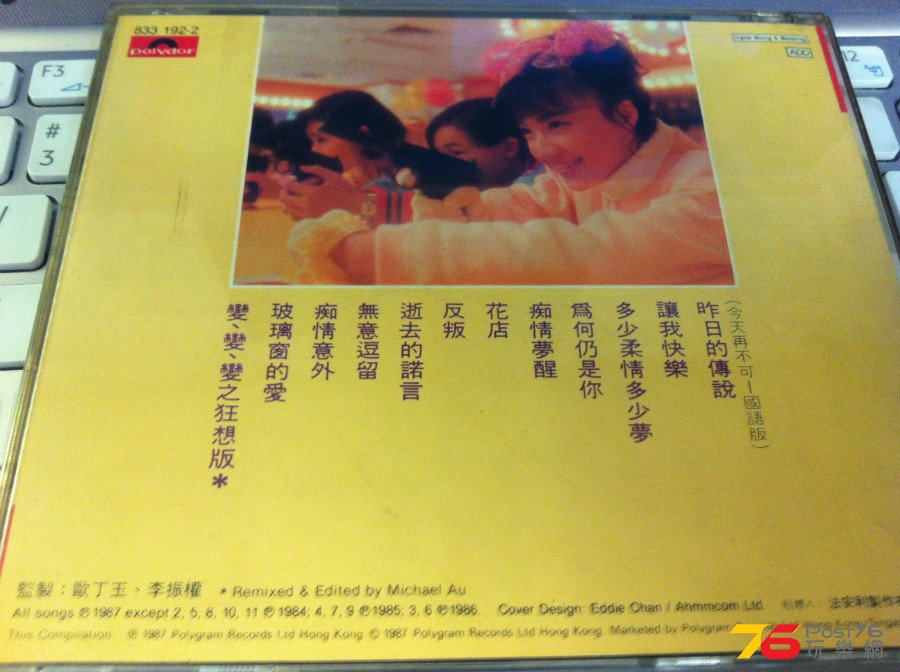 833 192-2
polydor
Digital Mixing & Mastering
ADD
F3
#
3
12
昨日的傳說
(今天再不可—國語版)
讓我快樂
多少柔情多少夢
為何仍是你
痴情夢醒
花店
反叛
逝去的諾言
無意逗留
痴情意外
玻璃窗的愛
變、變、變之狂想版*
監製：歐丁玉、李振權 * Remixed & Edited by Michael Au
All songs ℗1987 except 2, 5, 8, 10, 11 ℗1984; 4, 7, 9 ℗1985; 3, 6 ℗1986. Cover Design: Eddie Chan / Ahmmcom Ltd.
This Compilation ℗ 1987 Polygram Records Ltd Hong Kong © 1987 Polygram Records Ltd Hong Kong. Marketed by Polygram
76 Post76
玩樂網